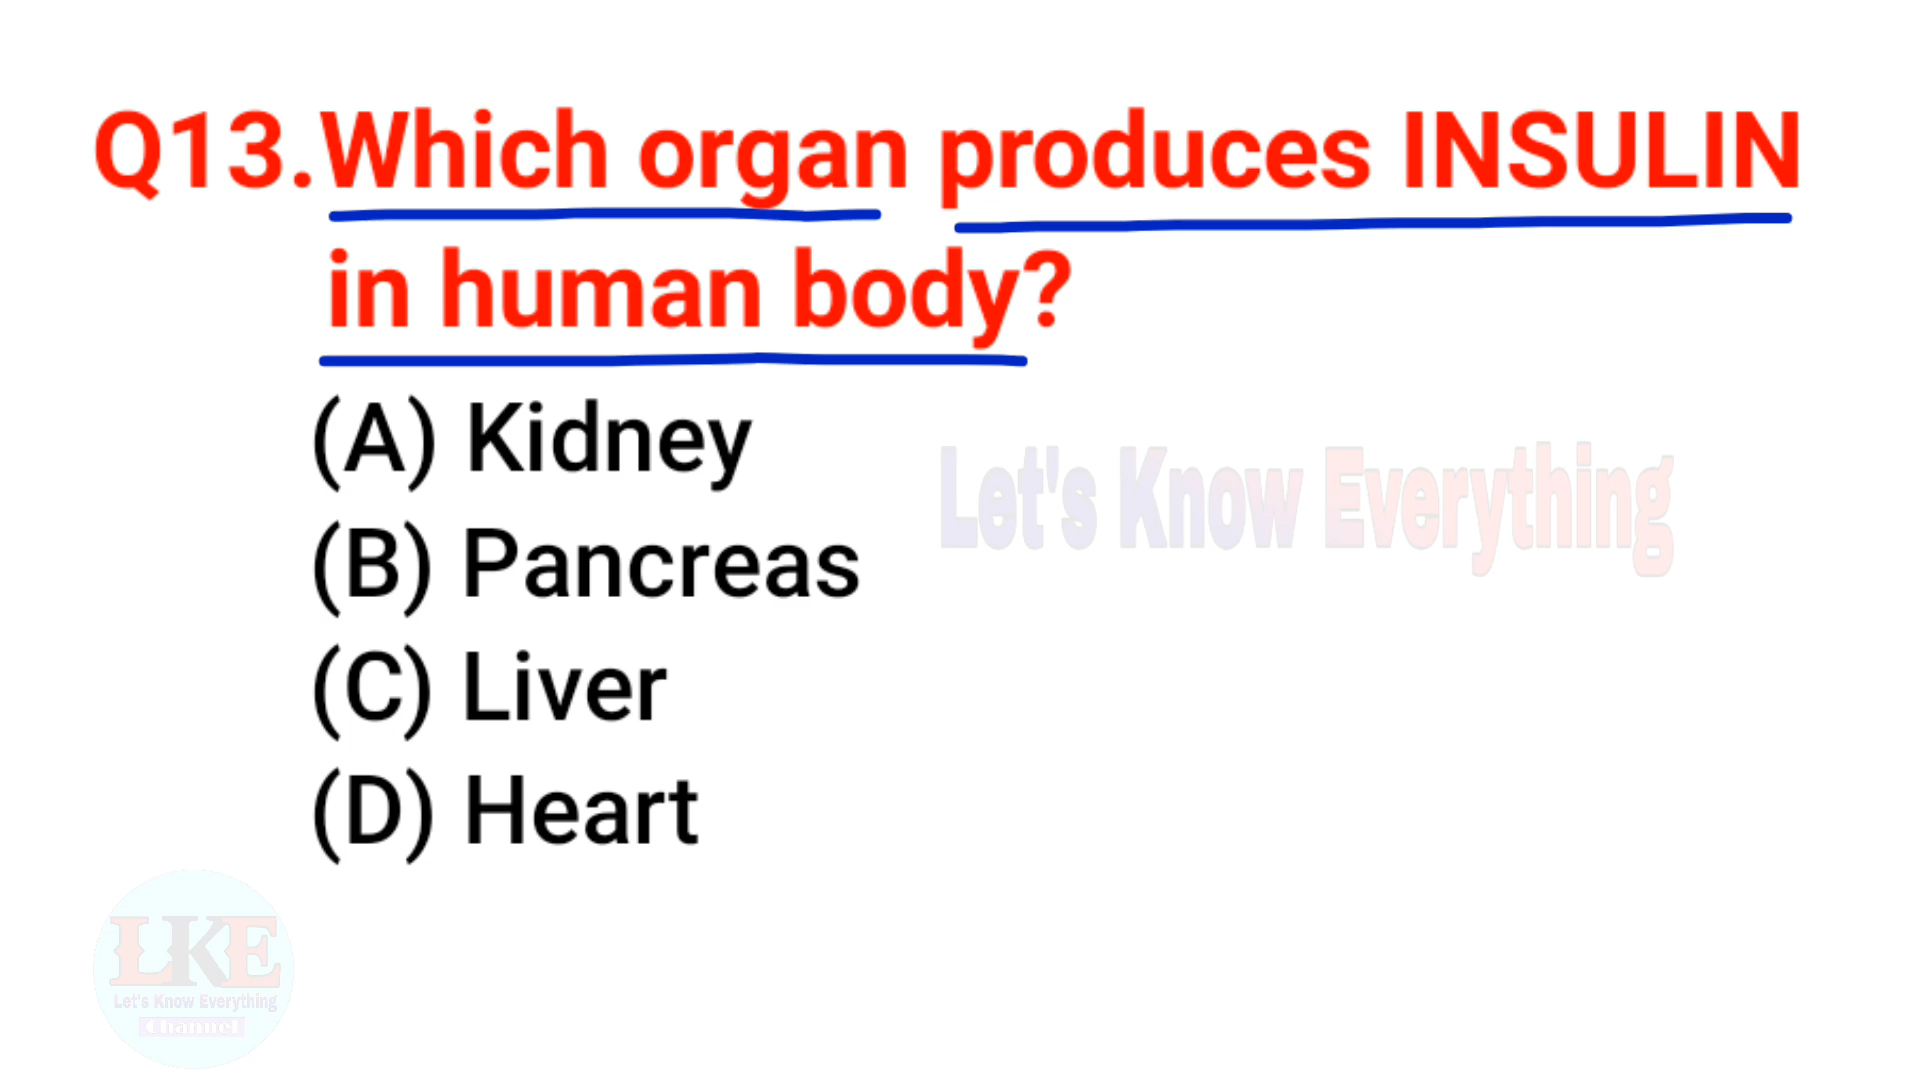 Q13.Which organ produces INSULIN
in human body?
(A) Kidney
(B) Pancreas
(C) Liver
(D) Heart
Let's Know Everything
LKE
Let's Know Everything
Channel